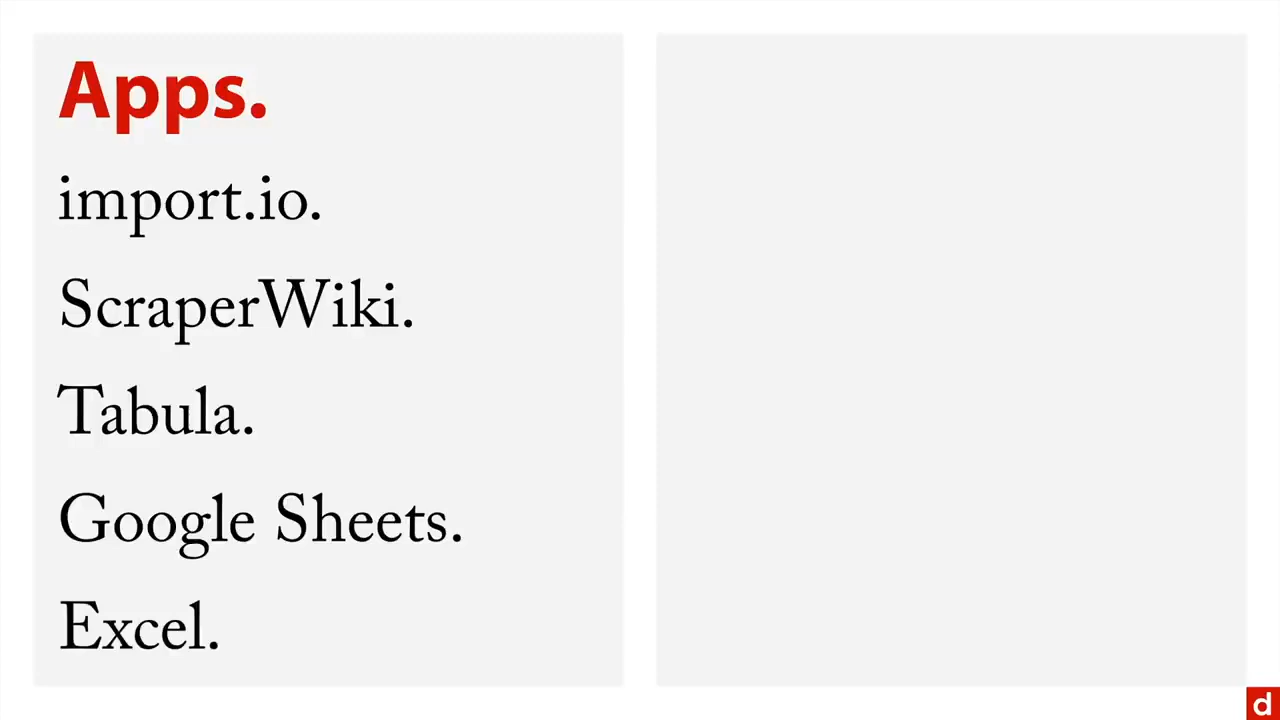 Apps.
import.io.
ScraperWiki.
Tabula.
Google Sheets.
Excel.
d